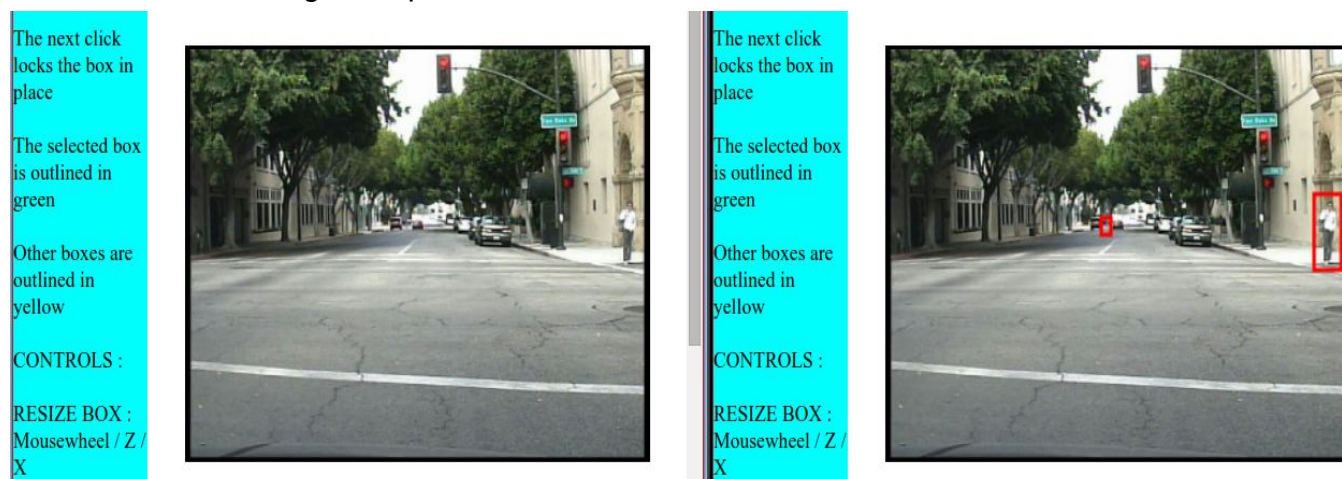 The next click
locks the box in
place
The selected box
is outlined in
green
Other boxes are
outlined in
yellow
CONTROLS :
RESIZE BOX :
Mousewheel / Z /
X
The next click
locks the box in
place
The selected box
is outlined in
green
Other boxes are
outlined in
yellow
CONTROLS :
RESIZE BOX :
Mousewheel / Z /
X